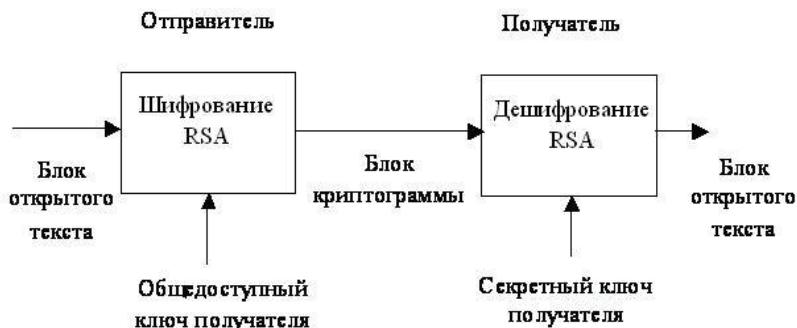 Отправитель
Получатель
Шифрование
RSA
Дешифрование
RSA
Блок
открытого
текста
Блок
криптограммы
Блок
открытого
текста
Общедоступный
ключ получателя
Секретный ключ
получателя